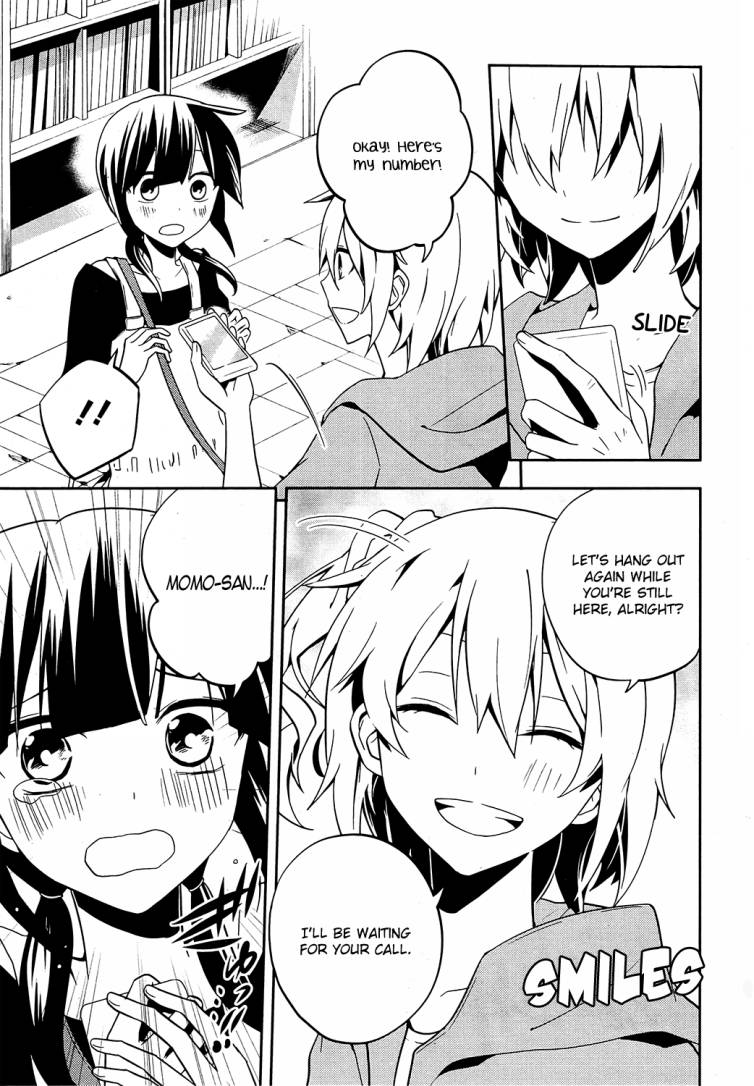 SLIDE
Okay! Here's
my number!
!!
LET'S HANG OUT
AGAIN WHILE
YOU'RE STILL
HERE, ALRIGHT?
I'LL BE WAITING
FOR YOUR CALL.
SMILES
MOMO-SAN...!